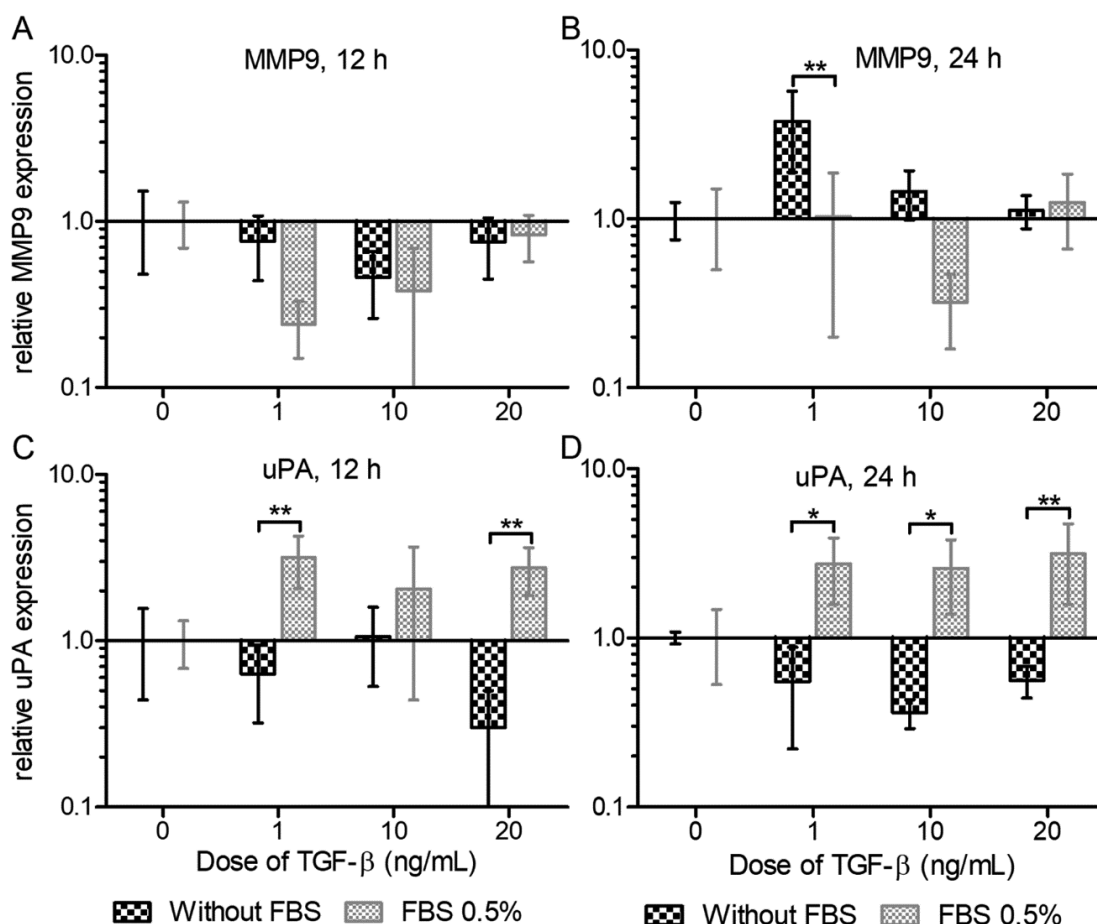 A
MMP9, 12 h
relative MMP9 expression
10.0
1.0
0.1
0 1 10 20
B
MMP9, 24 h
**
10.0
1.0
0.1
0 1 10 20
C
uPA, 12 h
relative uPA expression
10.0
1.0
0.1
** **
0 1 10 20
Dose of TGF-β (ng/mL)
D
uPA, 24 h
10.0
1.0
0.1
* * **
0 1 10 20
Dose of TGF-β (ng/mL)
Without FBS FBS 0.5%
Without FBS FBS 0.5%